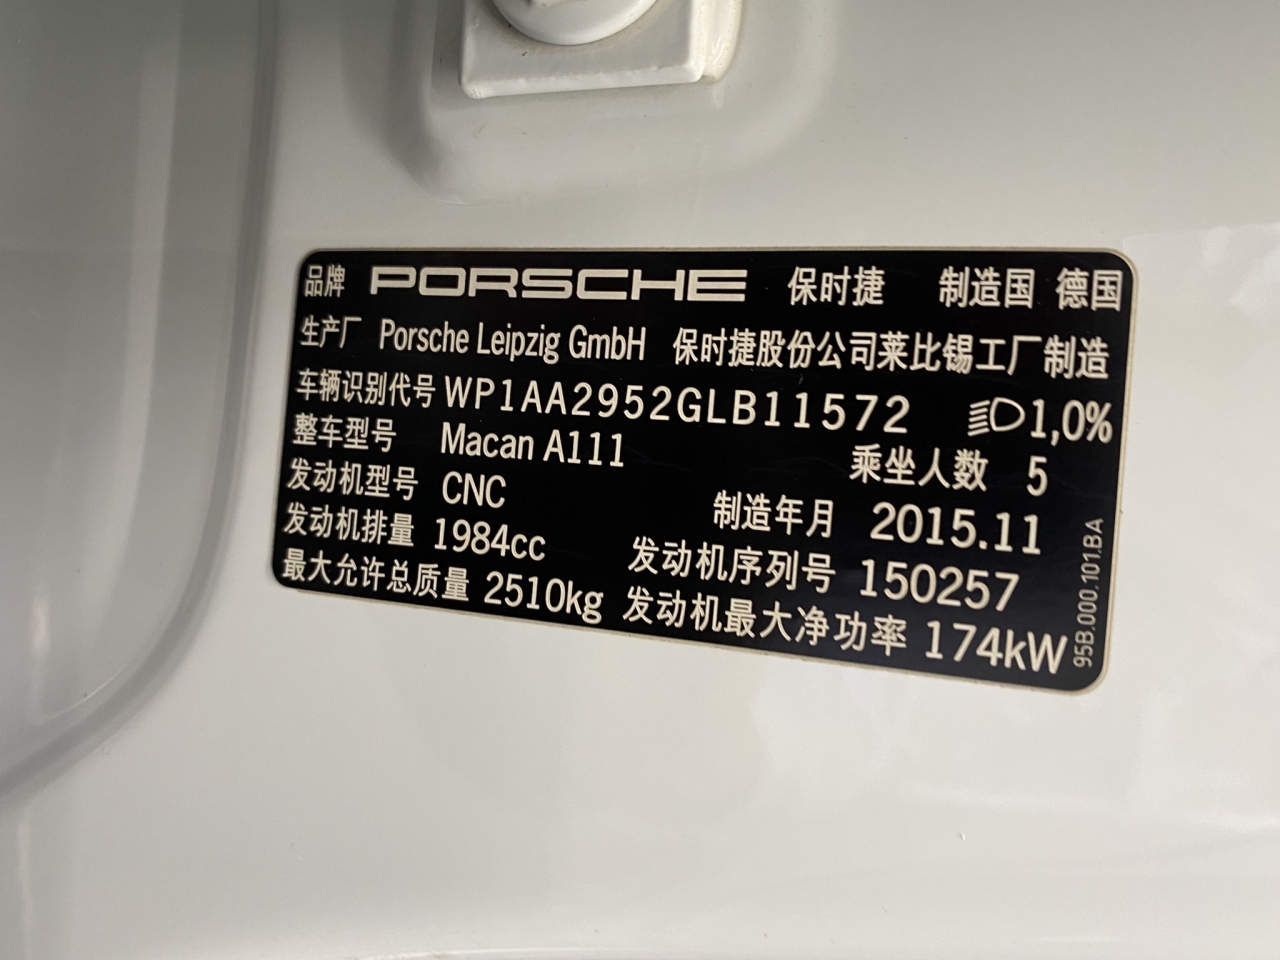 品牌 PORSCHE 保时捷 制造国 德国
生产厂 Porsche Leipzig GmbH 保时捷股份公司莱比锡工厂制造
车辆识别代号 WP1AA2952GLB11572 1,0%
整车型号 Macan A111 乘坐人数 5
发动机型号 CNC 制造年月 2015.11
发动机排量 1984cc 发动机序列号 150257
最大允许总质量 2510kg 发动机最大净功率 174kW
95B.000.101.BA